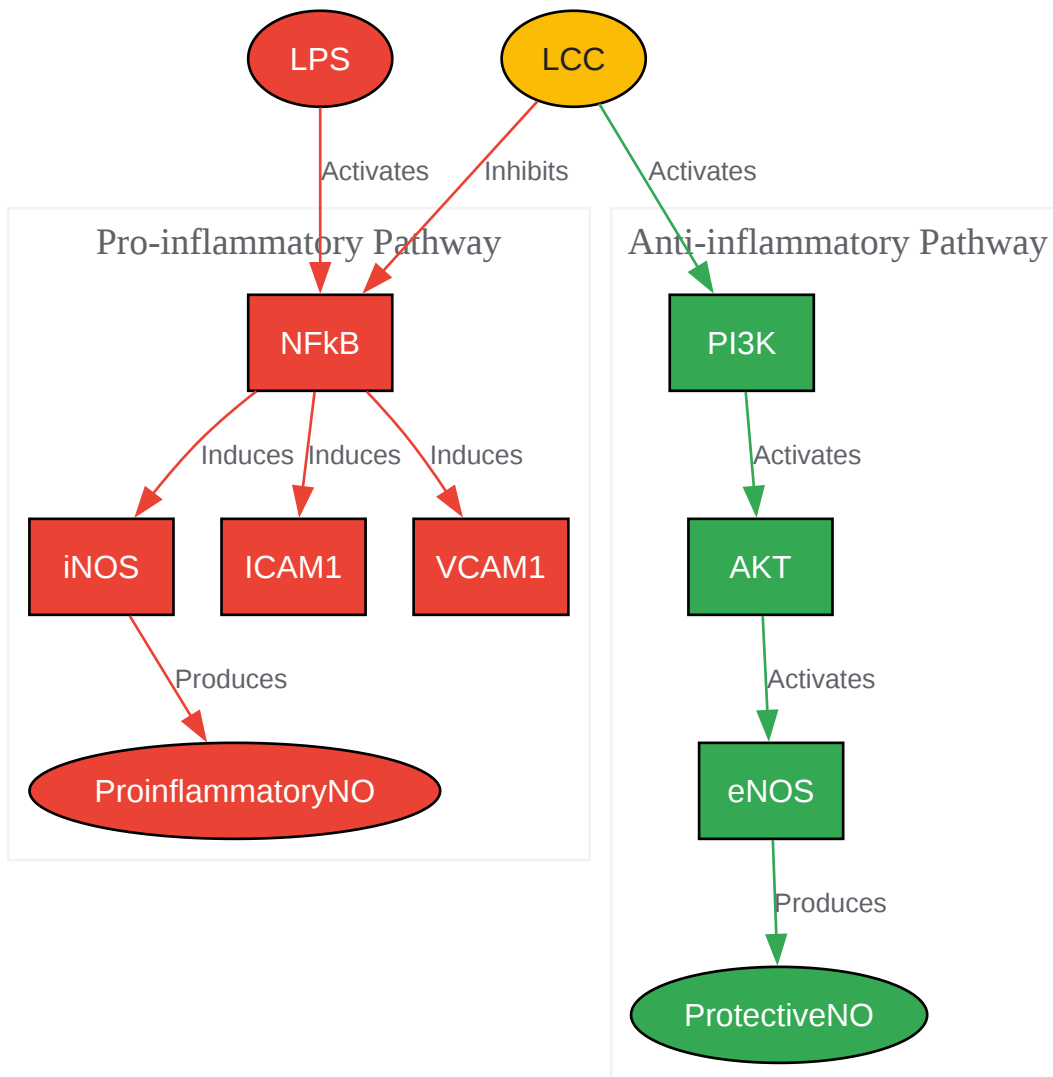 LPS
LCC
Activates
Inhibits
Activates
Pro-inflammatory Pathway
Anti-inflammatory Pathway
NFkB
PI3K
Induces
Induces
Induces
Activates
iNOS
ICAM1
VCAM1
AKT
Produces
Activates
ProinflammatoryNO
eNOS
Produces
ProtectiveNO